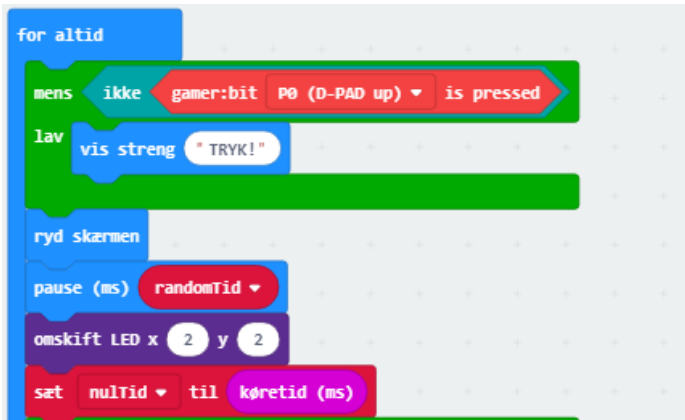 for altid
mens ikke gamer:bit P0 (D-PAD up) is pressed
lav vis streng "TRYK!"
ryd skærmen
pause (ms) randomTid
omskift LED x 2 y 2
sæt nulTid til køretid (ms)